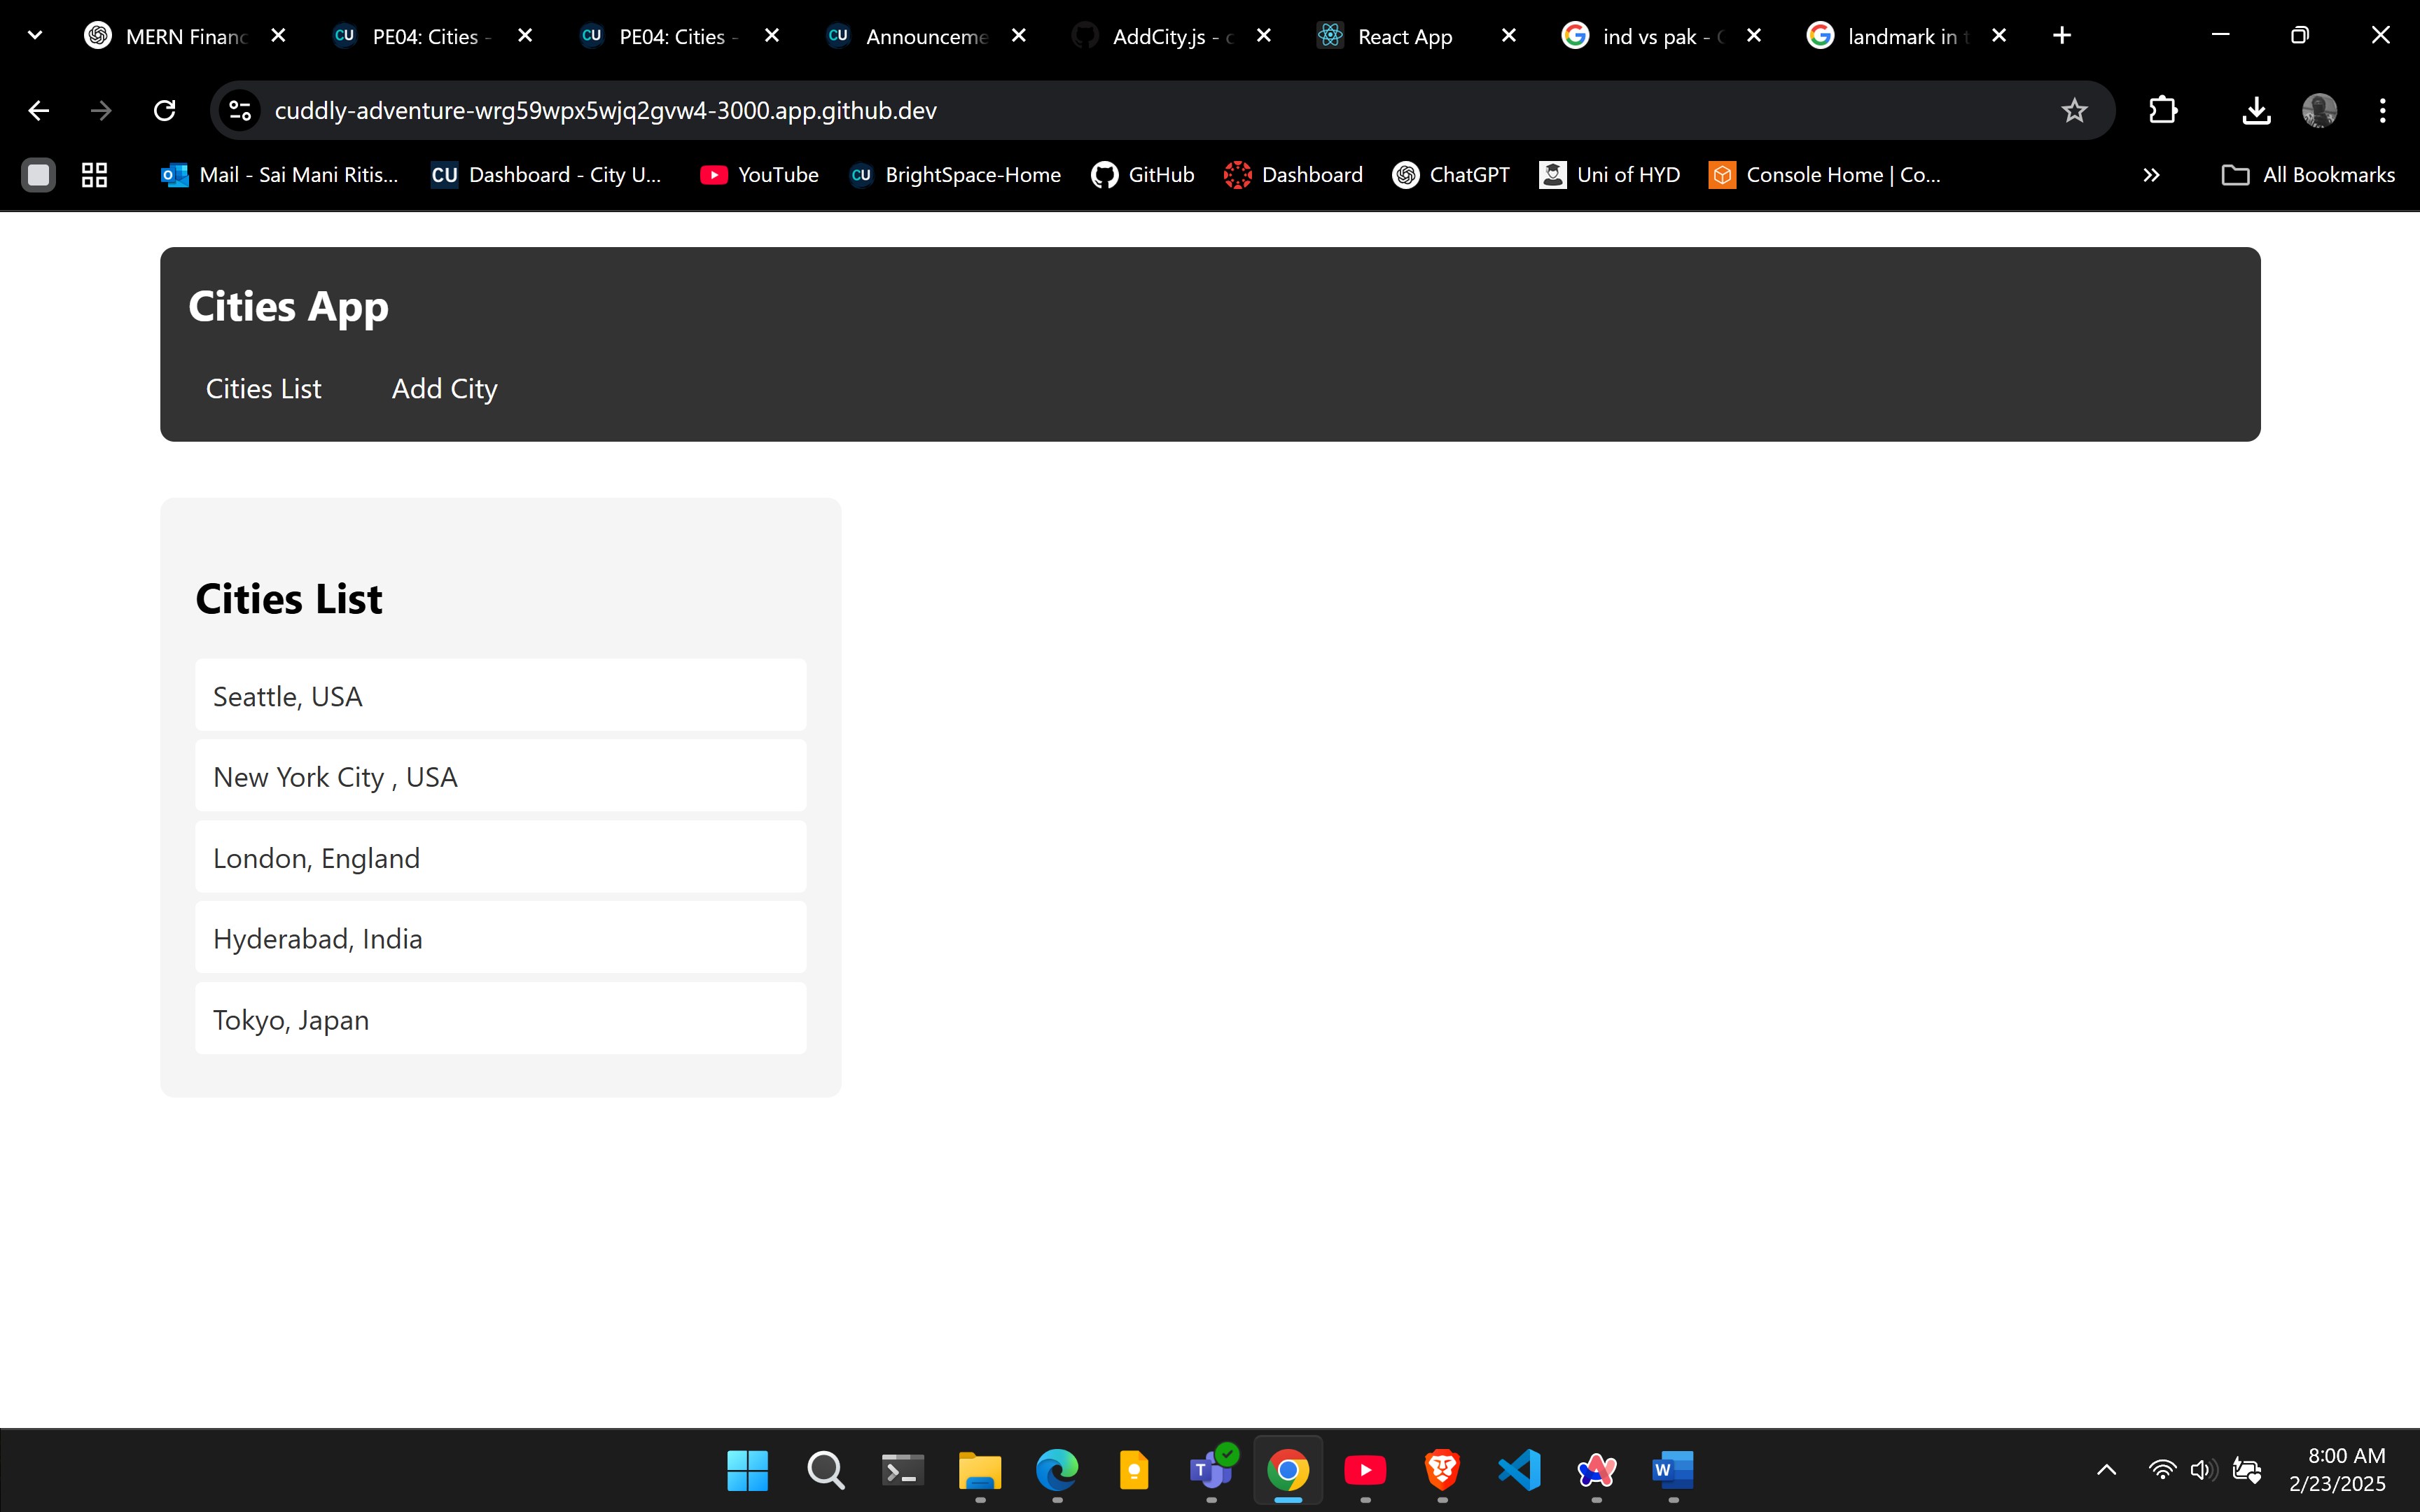 MERN Financ
PE04: Cities -
PE04: Cities -
Announceme
AddCity.js - c
React App
ind vs pak - G
landmark in t
cuddly-adventure-wrg59wpx5wjq2gvw4-3000.app.github.dev
Mail - Sai Mani Ritis...
CU Dashboard - City U...
YouTube
CU BrightSpace-Home
GitHub
Dashboard
ChatGPT
Uni of HYD
Console Home | Co...
All Bookmarks
Cities App
Cities List Add City
Cities List
Seattle, USA
New York City , USA
London, England
Hyderabad, India
Tokyo, Japan
8:00 AM
2/23/2025